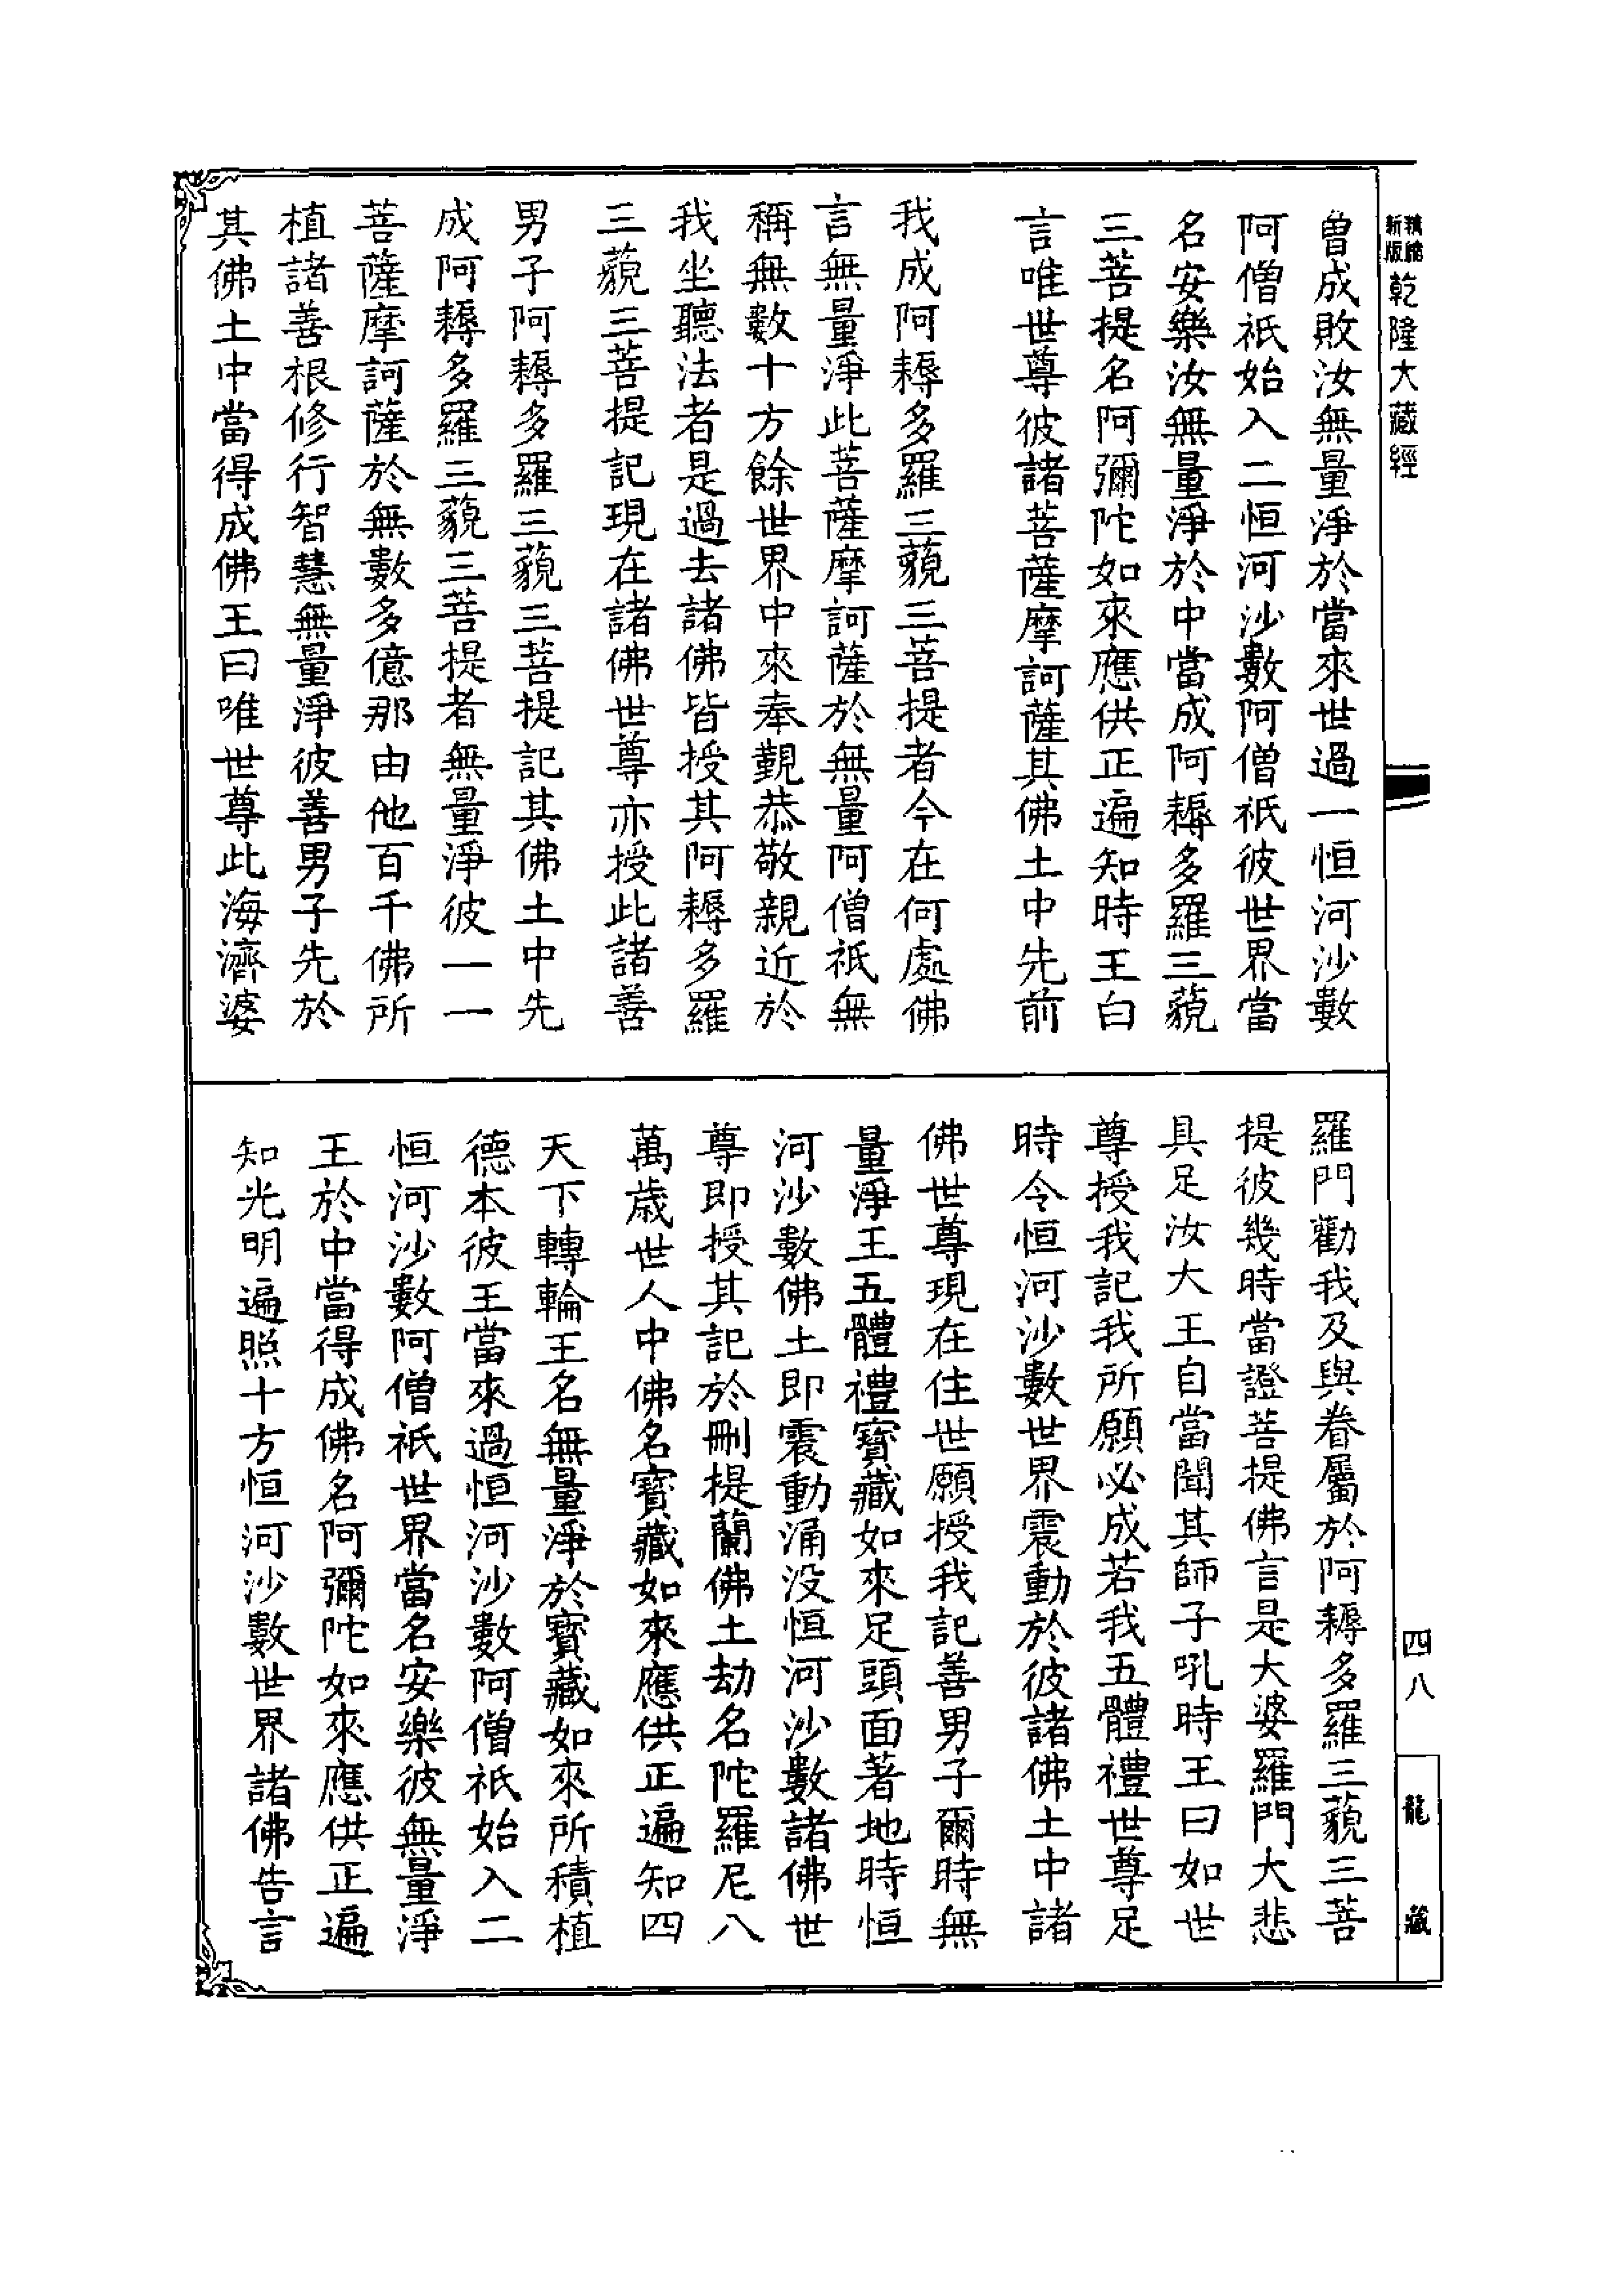 精縮
新版
乾隆大藏經
曾成敗汝無量淨於當來世過一恒河沙數
阿僧祇始入二恒河沙數阿僧祇彼世界當
名安樂汝無量淨於中當成阿耨多羅三藐
三菩提名阿彌陀如來應供正遍知時王白
言唯世尊彼諸菩薩摩訶薩其佛土中先前
我成阿耨多羅三藐三菩提者今在何處佛
言無量淨此菩薩摩訶薩於無量阿僧祇無
稱無數十方餘世界中來奉覲恭敬親近於
我坐聽法者是過去諸佛皆授其阿耨多羅
三藐三菩提記現在諸佛世尊亦授此諸善
男子阿耨多羅三藐三菩提記其佛土中先
成阿耨多羅三藐三菩提者無量淨彼一一
菩薩摩訶薩於無數多億那由他百千佛所
植諸善根修行智慧無量淨彼善男子先於
其佛土中當得成佛王曰唯世尊此海濟婆
羅門勸我及與眷屬於阿耨多羅三藐三菩
提彼幾時當證菩提佛言是大婆羅門大悲
具足汝大王自當聞其師子吼時王曰如世
尊授我記我所願必成若我五體禮世尊足
時令恒河沙數世界震動於彼諸佛土中諸
佛世尊現在住世願授我記善男子爾時無
量淨王五體禮寶藏如來足頭面著地時恒
河沙數佛土即震動涌没恒河沙數諸佛世
尊即授其記於刪提蘭佛土劫名陀羅尼八
萬歲世人中佛名寶藏如來應供正遍知四
天下轉輪王名無量淨於寶藏如來所積植
德本彼王當來過恒河沙數阿僧祇始入二
恒河沙數阿僧祇世界當名安樂彼無量淨
王於中當得成佛名阿彌陀如來應供正遍
知光明遍照十方恒河沙數世界諸佛告言
四八
龍藏